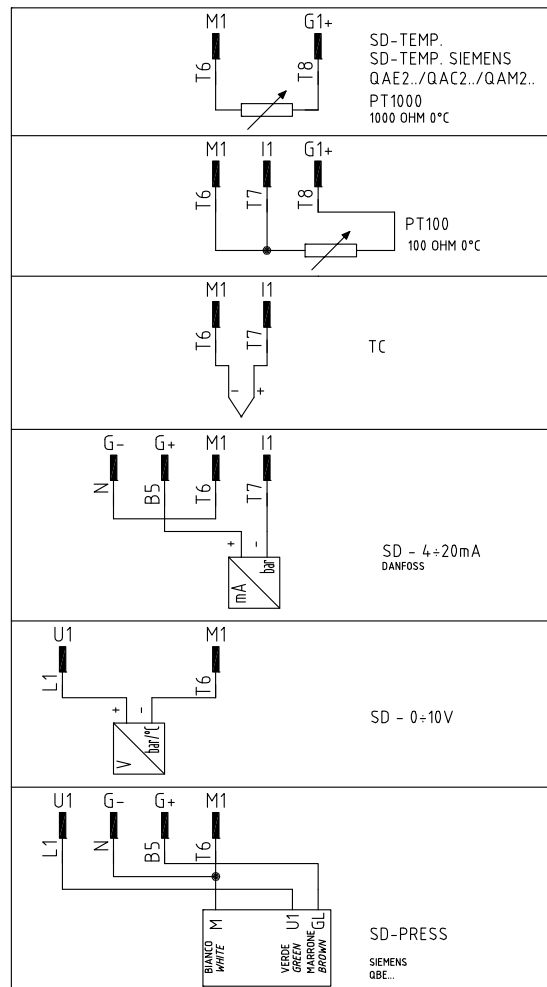 M1 G1+
T6 T8
SD-TEMP.
SD-TEMP. SIEMENS
QAE2../QAC2../QAM2..
PT1000
1000 OHM 0°C
M1 I1 G1+
T6 T7 T8
PT100
100 OHM 0°C
M1 I1
T6 T7
- +
TC
G- G+ M1 I1
N B5 T6 T7
+ -
mA bar
SD - 4÷20mA
DANFOSS
U1 M1
L1 T6
+ -
V bar/°C
SD - 0÷10V
U1 G- G+ M1
L1 N B5 T6
M U1 GL
BIANCO VERDE MARRONE
WHITE GREEN BROWN
SD-PRESS
SIEMENS
QBE...